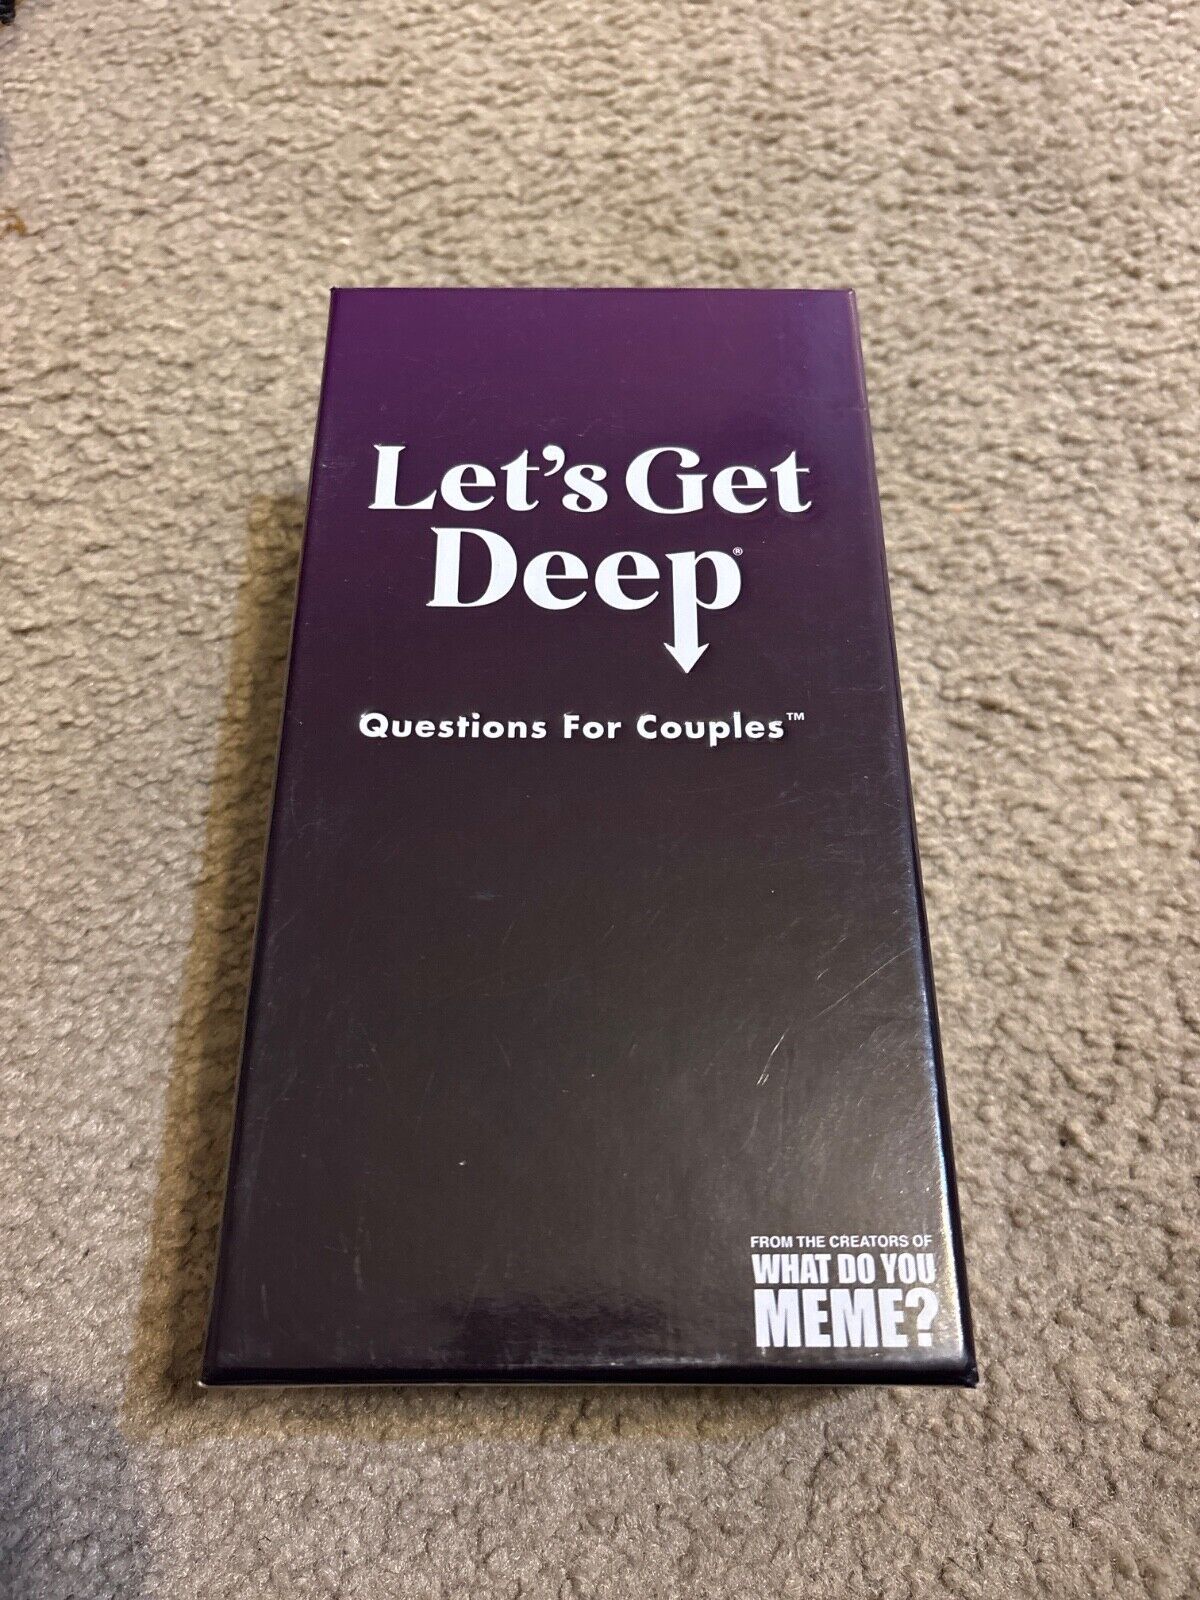 Let's Get
Deep®
Questions For Couples™
FROM THE CREATORS OF
WHAT DO YOU
MEME?